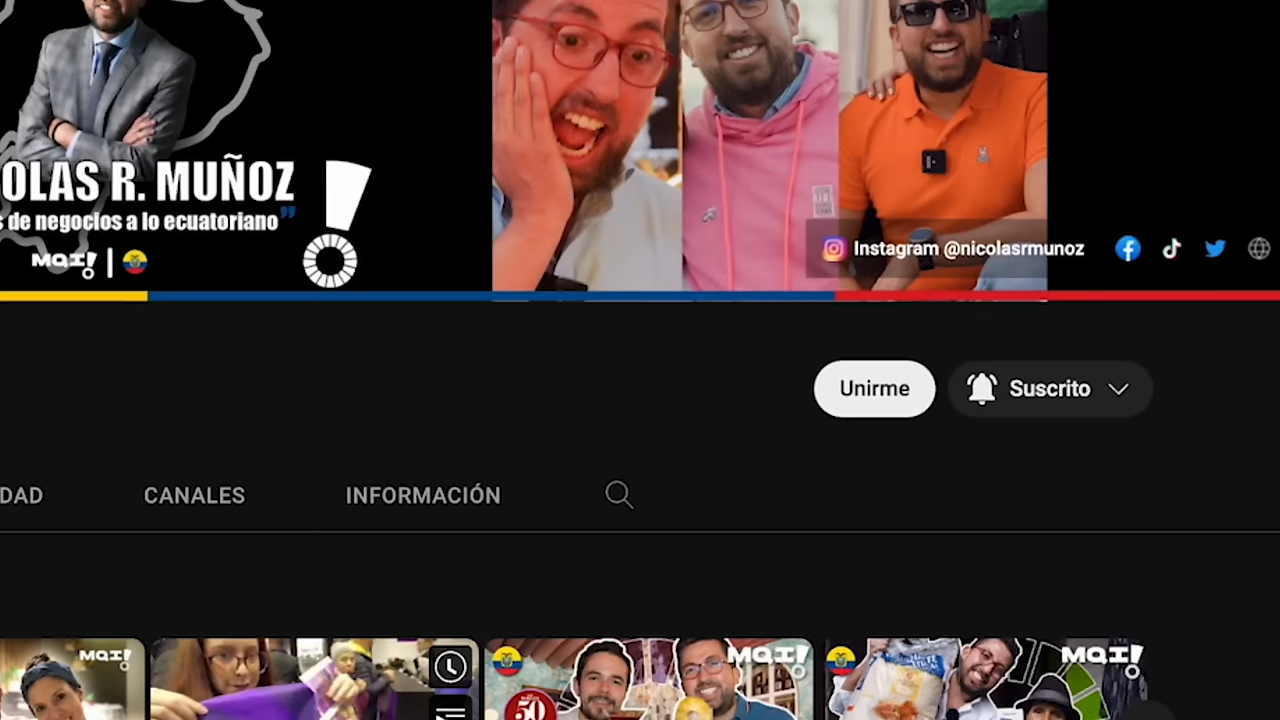 OLAS R. MUÑOZ
s de negocios a lo ecuatoriano”
MQI! |
Instagram @nicolasrmunoz
Unirme
Suscrito
DAD
CANALES
INFORMACIÓN
MQI!
MQI!
MQI!
50